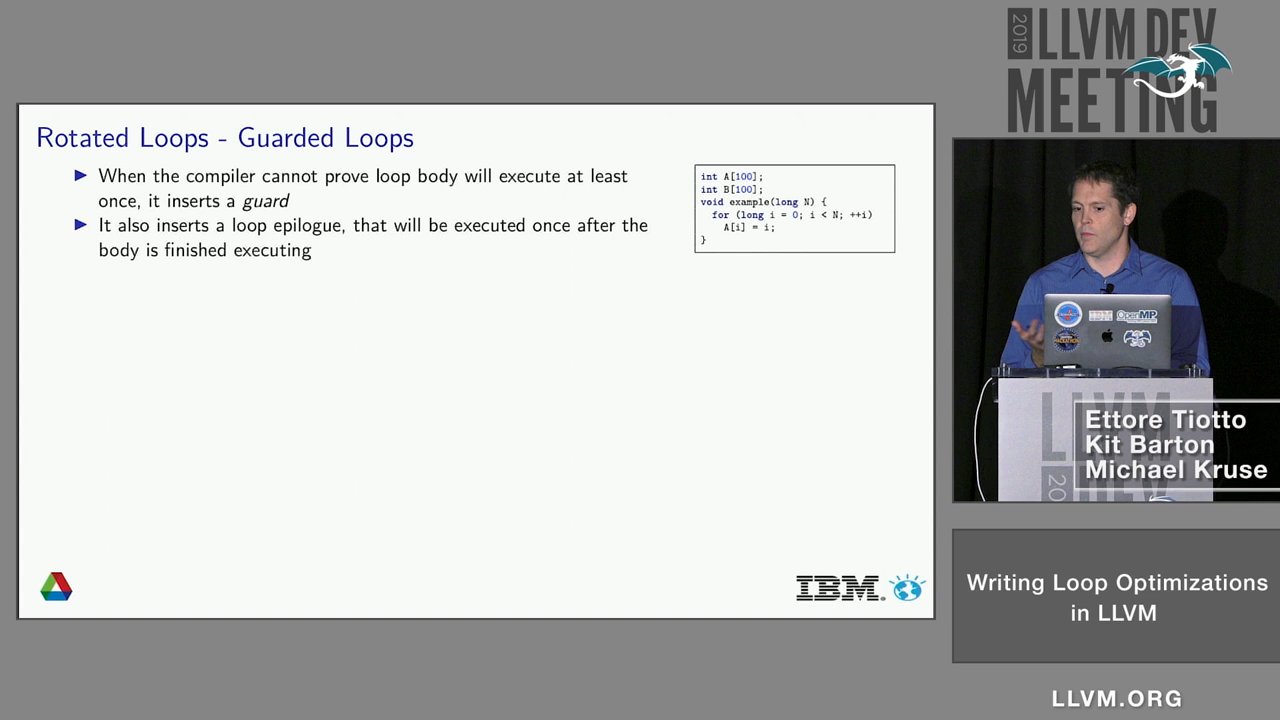 2019 LLVM DEV
MEETING
Rotated Loops - Guarded Loops
When the compiler cannot prove loop body will execute at least
once, it inserts a guard
It also inserts a loop epilogue, that will be executed once after the
body is finished executing
int A[100];
int B[100];
void example(long N) {
for (long i = 0; i < N; ++i)
A[i] = i;
}
IBM
OpenMP
Ettore Tiotto
Kit Barton
Michael Kruse
Writing Loop Optimizations
in LLVM
LLVM.ORG